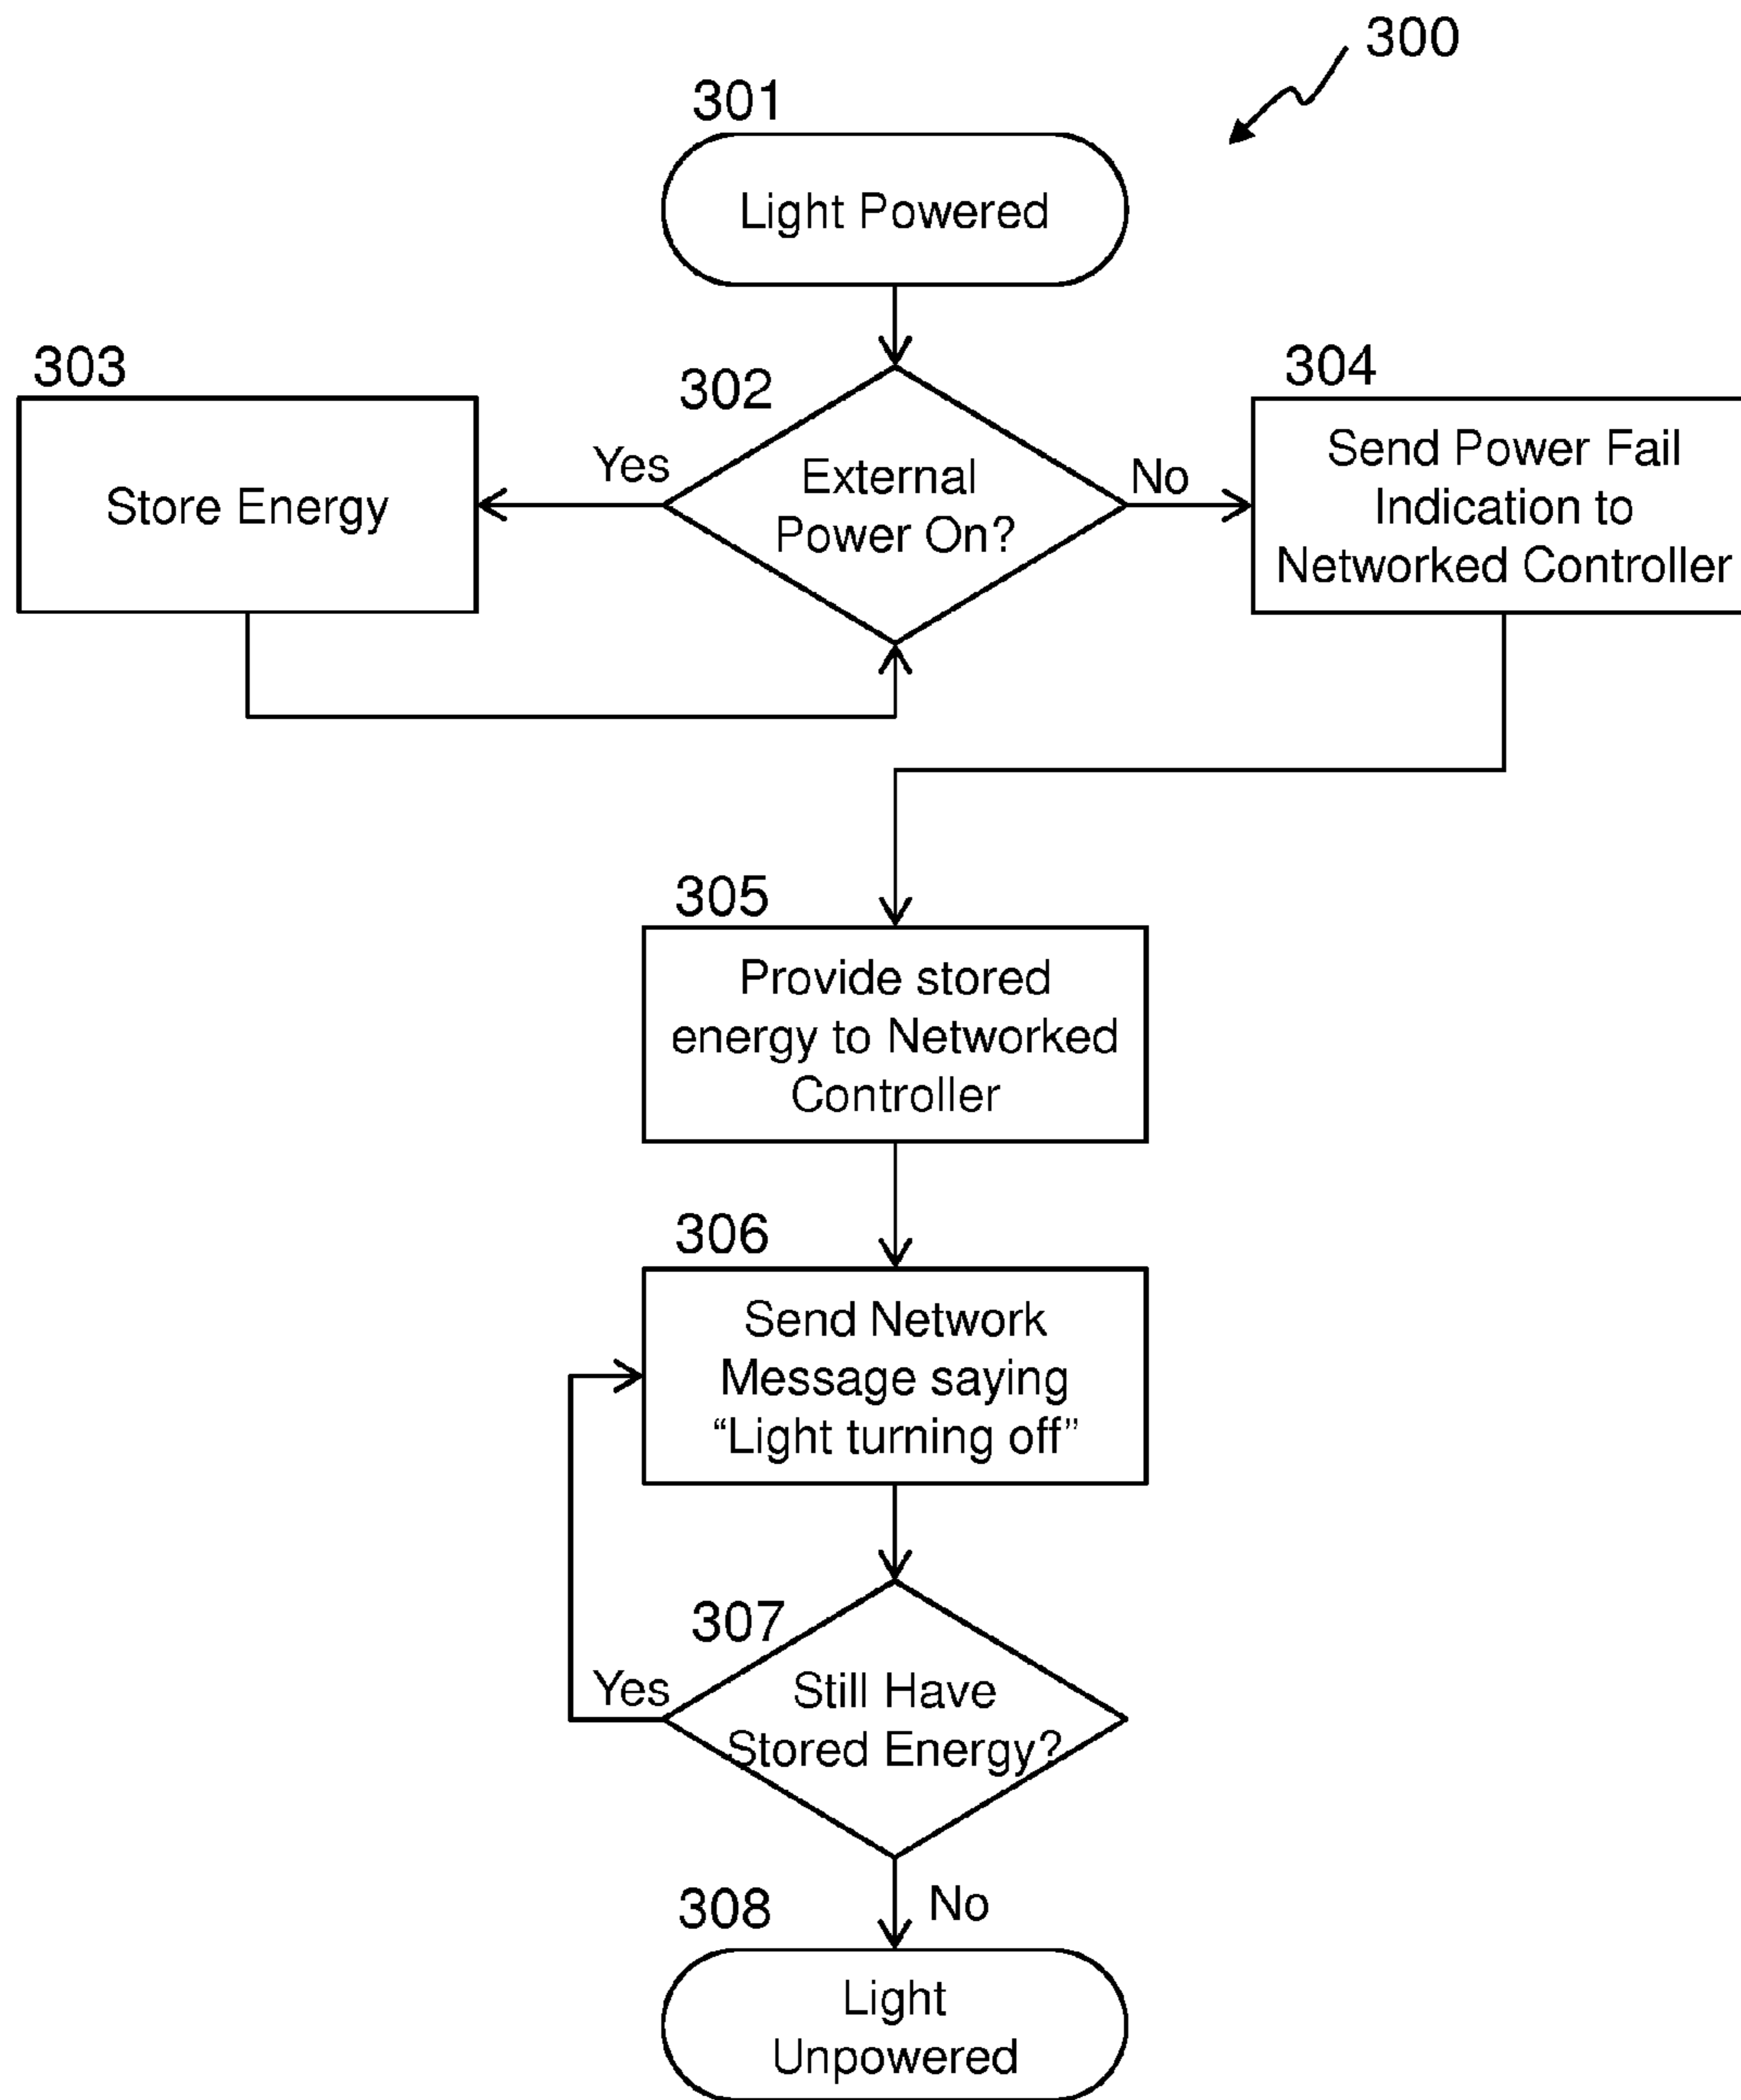 300
301
Light Powered
303
302
304
Store Energy
Yes
External
Power On?
No
Send Power Fail
Indication to
Networked Controller
305
Provide stored
energy to Networked
Controller
306
Send Network
Message saying
“Light turning off”
307
Yes
Still Have
Stored Energy?
308
No
Light
Unpowered